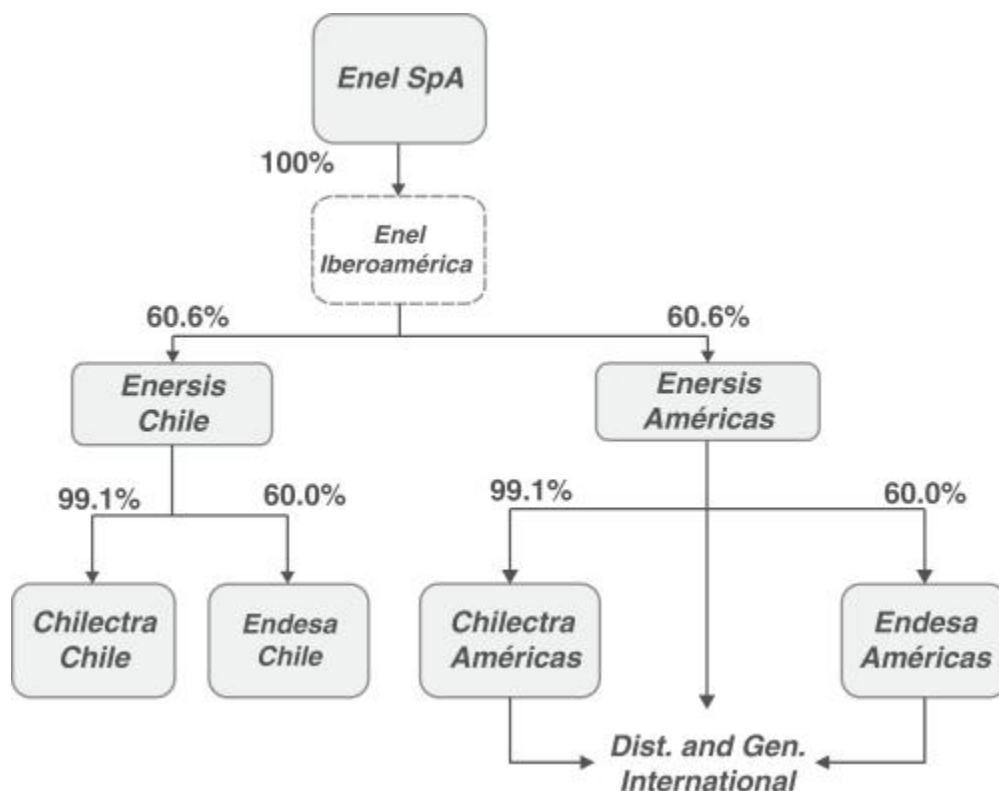 Enel SpA
100%
Enel
Iberoamérica
60.6%
60.6%
Enersis
Chile
Enersis
Américas
99.1%
60.0%
99.1%
60.0%
Chilectra
Chile
Endesa
Chile
Chilectra
Américas
Endesa
Américas
Dist. and Gen.
International